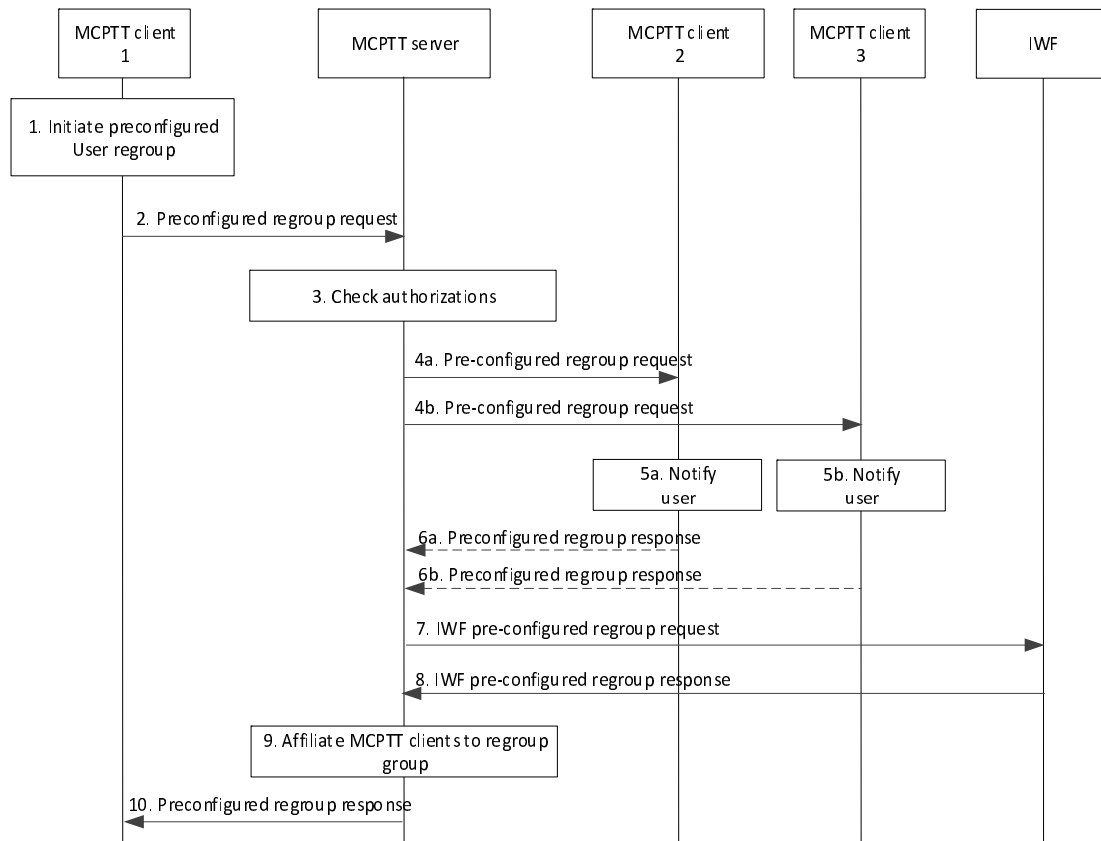 MCPTT client
1
MCPTT server
MCPTT client
2
MCPTT client
3
IWF
1. Initiate preconfigured
User regroup
2. Preconfigured regroup request
3. Check authorizations
4a. Pre-configured regroup request
4b. Pre-configured regroup request
5a. Notify
user
5b. Notify
user
6a. Preconfigured regroup response
6b. Preconfigured regroup response
7. IWF pre-configured regroup request
8. IWF pre-configured regroup response
9. Affiliate MCPTT clients to regroup
group
10. Preconfigured regroup response